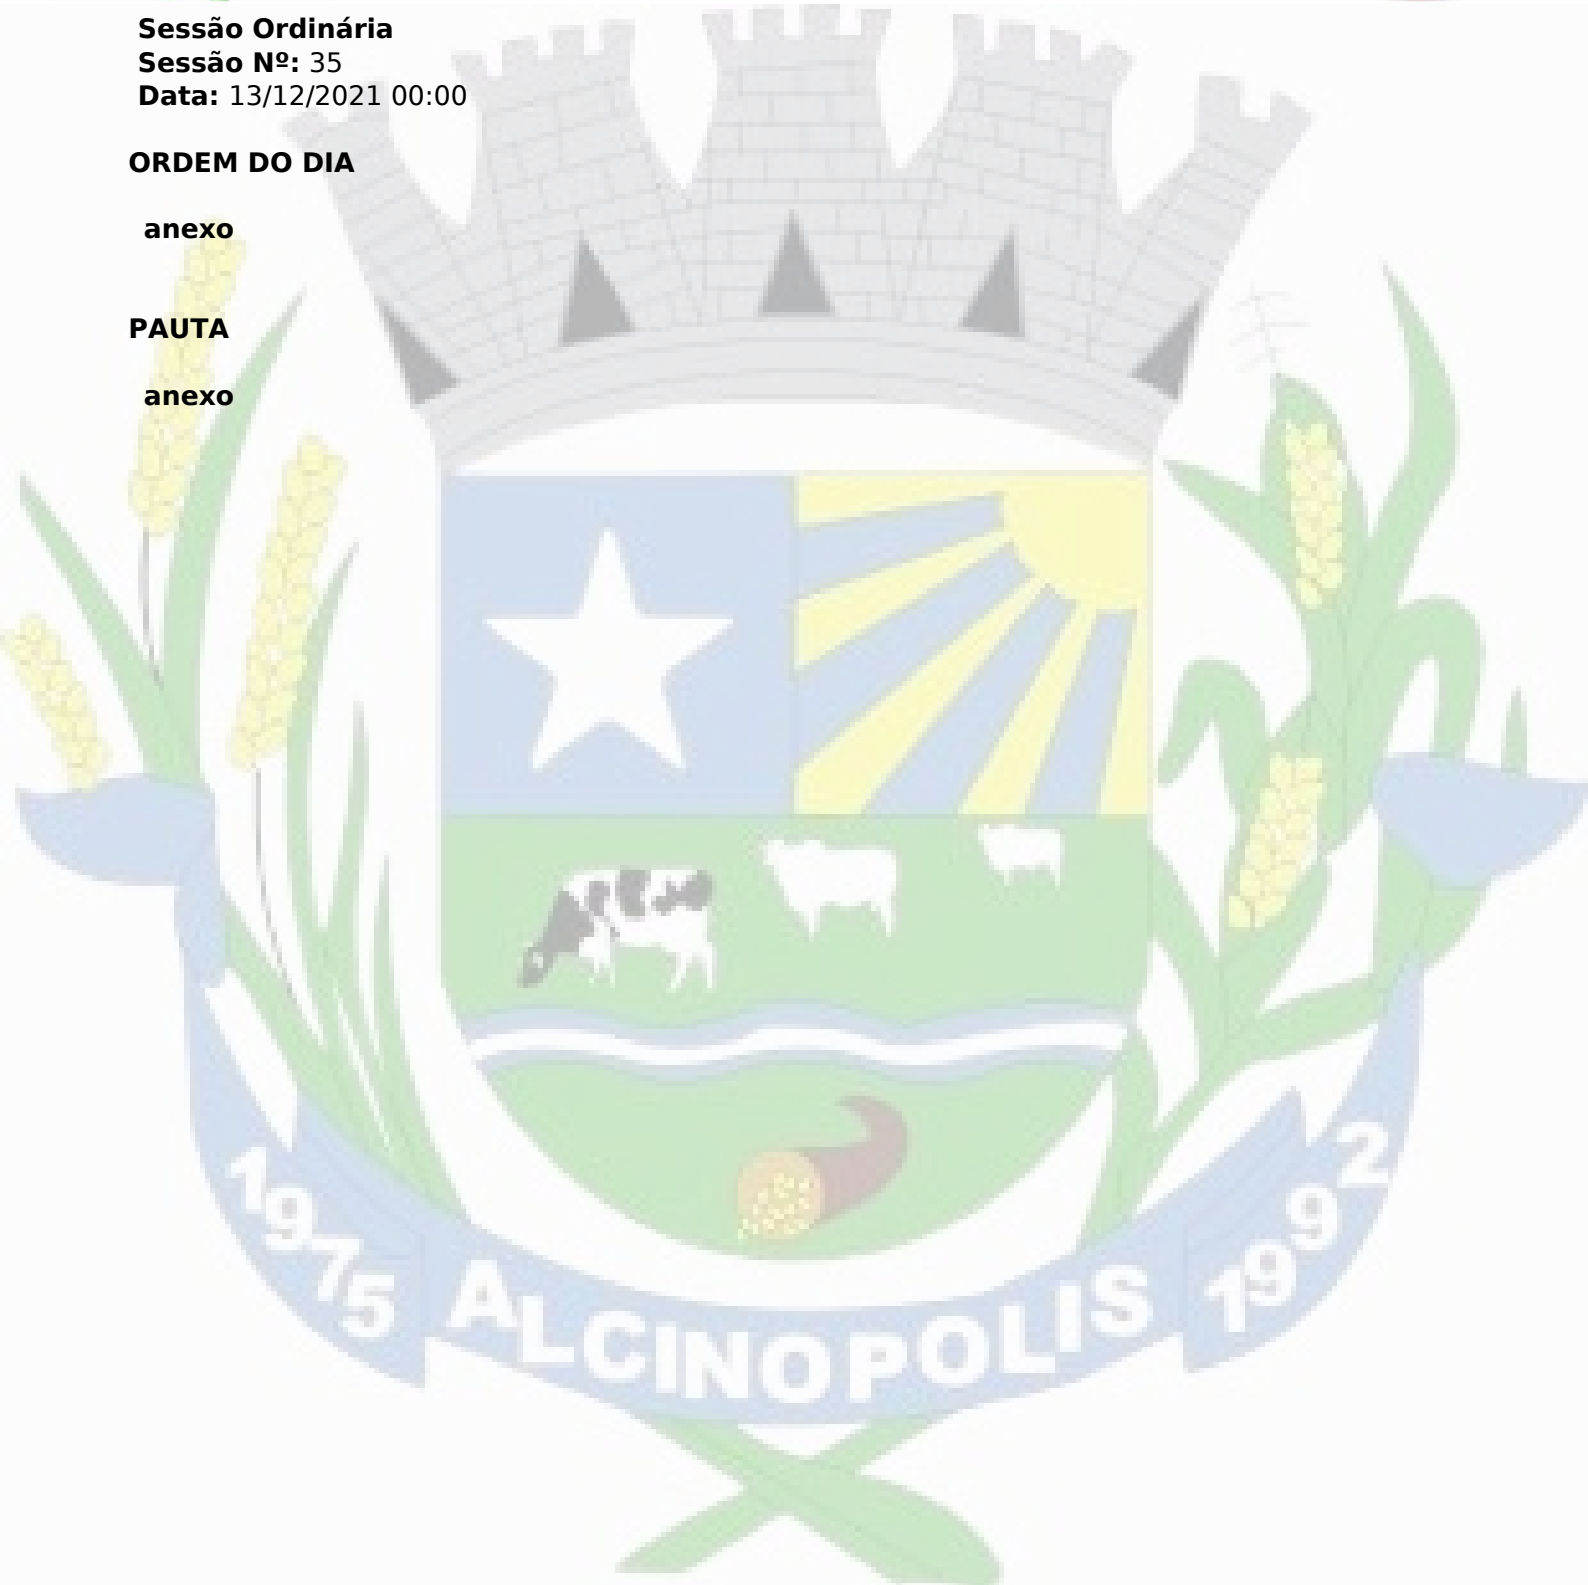 Sessão Ordinária
Sessão Nº: 35
Data: 13/12/2021 00:00
ORDEM DO DIA
anexo
PAUTA
anexo
1975 ALCINOPOLIS 1992